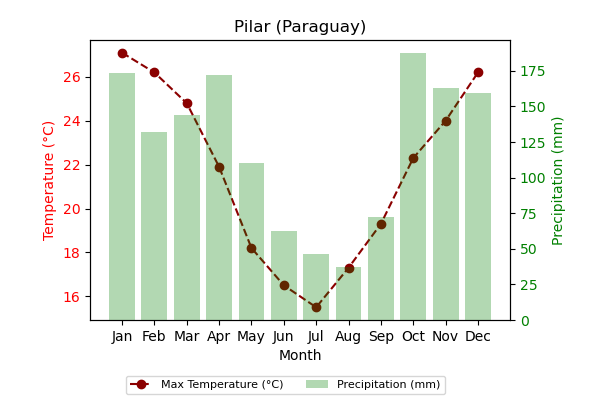 Pilar (Paraguay)
26
24
22
20
18
16
Temperature (°C)
175
150
125
100
75
50
25
0
Precipitation (mm)
Jan Feb Mar Apr May Jun Jul Aug Sep Oct Nov Dec
Month
Max Temperature (°C) Precipitation (mm)